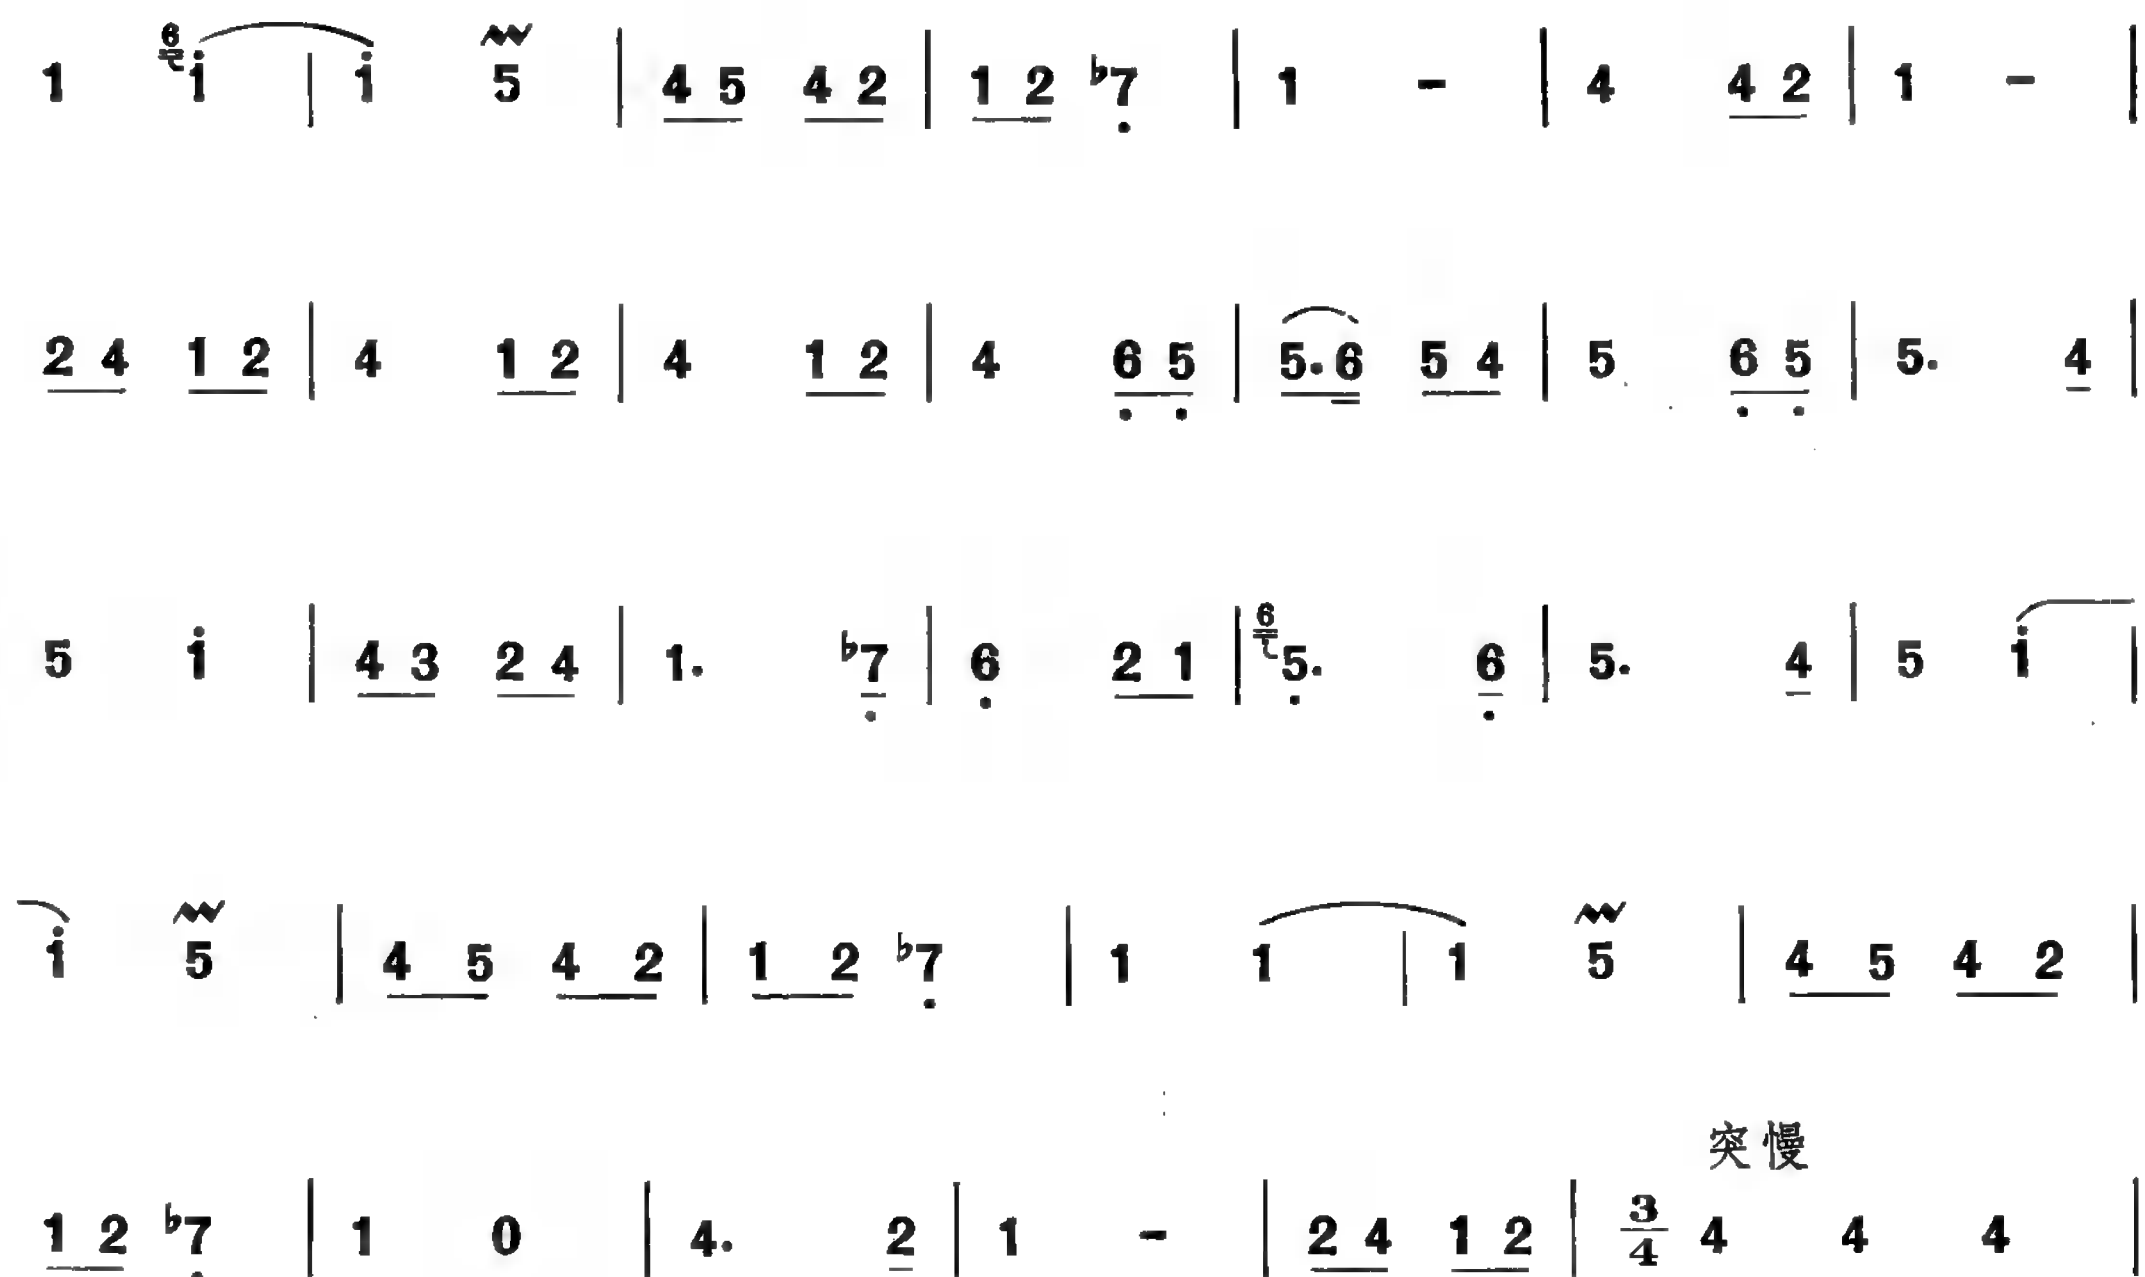 1 6 i | i 5 | 4 5 4 2 | 1 2 ♭7 | 1 - | 4 4 2 | 1 - |
2 4 1 2 | 4 1 2 | 4 1 2 | 4 6 5 | 5. 6 5 4 | 5 6 5 | 5. 4 |
5 i | 4 3 2 4 | 1. ♭7 | 6 2 1 | 6 5. 6 | 5. 4 | 5 i |
i 5 | 4 5 4 2 | 1 2 ♭7 | 1 1 | 1 5 | 4 5 4 2 |
突慢
1 2 ♭7 | 1 0 | 4. 2 | 1 - | 2 4 1 2 | 3/4 4 4 4 |